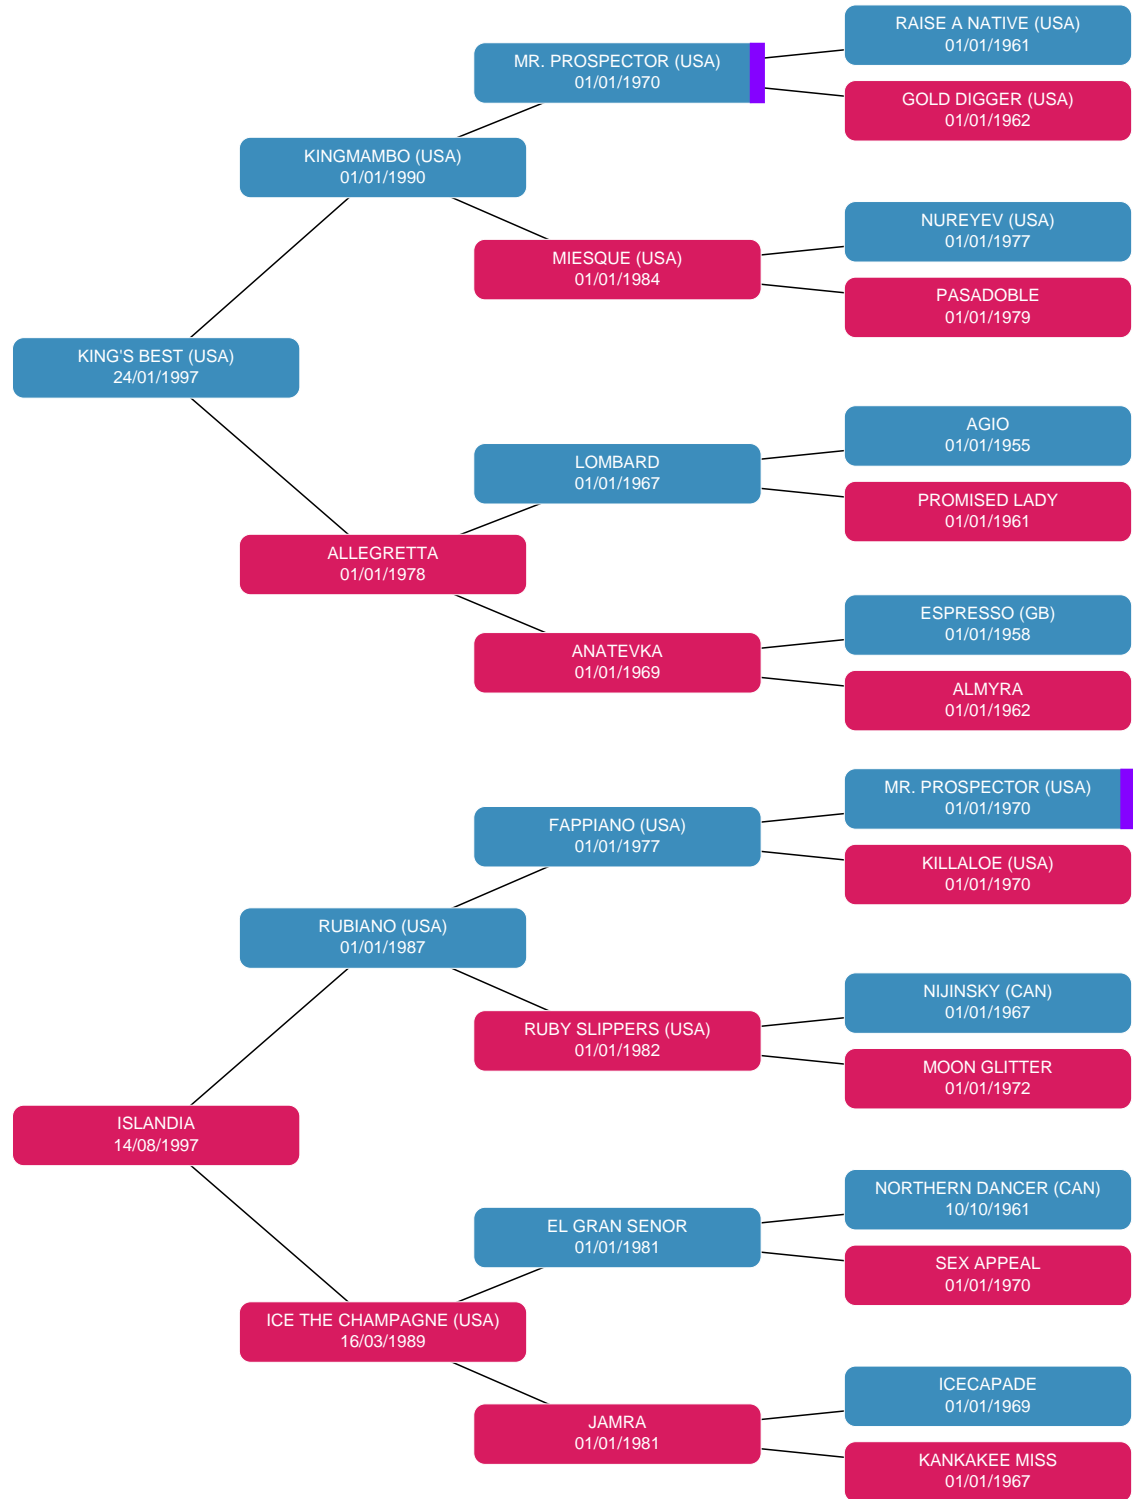 RAISE A NATIVE (USA)
01/01/1961
MR. PROSPECTOR (USA)
01/01/1970
GOLD DIGGER (USA)
01/01/1962
KINGMAMBO (USA)
01/01/1990
NUREYEV (USA)
01/01/1977
MIESQUE (USA)
01/01/1984
PASADOBLE
01/01/1979
KING'S BEST (USA)
24/01/1997
AGIO
01/01/1955
LOMBARD
01/01/1967
PROMISED LADY
01/01/1961
ALLEGRETTA
01/01/1978
ESPRESSO (GB)
01/01/1958
ANATEVKA
01/01/1969
ALMYRA
01/01/1962
MR. PROSPECTOR (USA)
01/01/1970
FAPPIANO (USA)
01/01/1977
KILLALOE (USA)
01/01/1970
RUBIANO (USA)
01/01/1987
NIJINSKY (CAN)
01/01/1967
RUBY SLIPPERS (USA)
01/01/1982
MOON GLITTER
01/01/1972
ISLANDIA
14/08/1997
NORTHERN DANCER (CAN)
10/10/1961
EL GRAN SENOR
01/01/1981
SEX APPEAL
01/01/1970
ICE THE CHAMPAGNE (USA)
16/03/1989
ICECAPADE
01/01/1969
JAMRA
01/01/1981
KANKAKEE MISS
01/01/1967